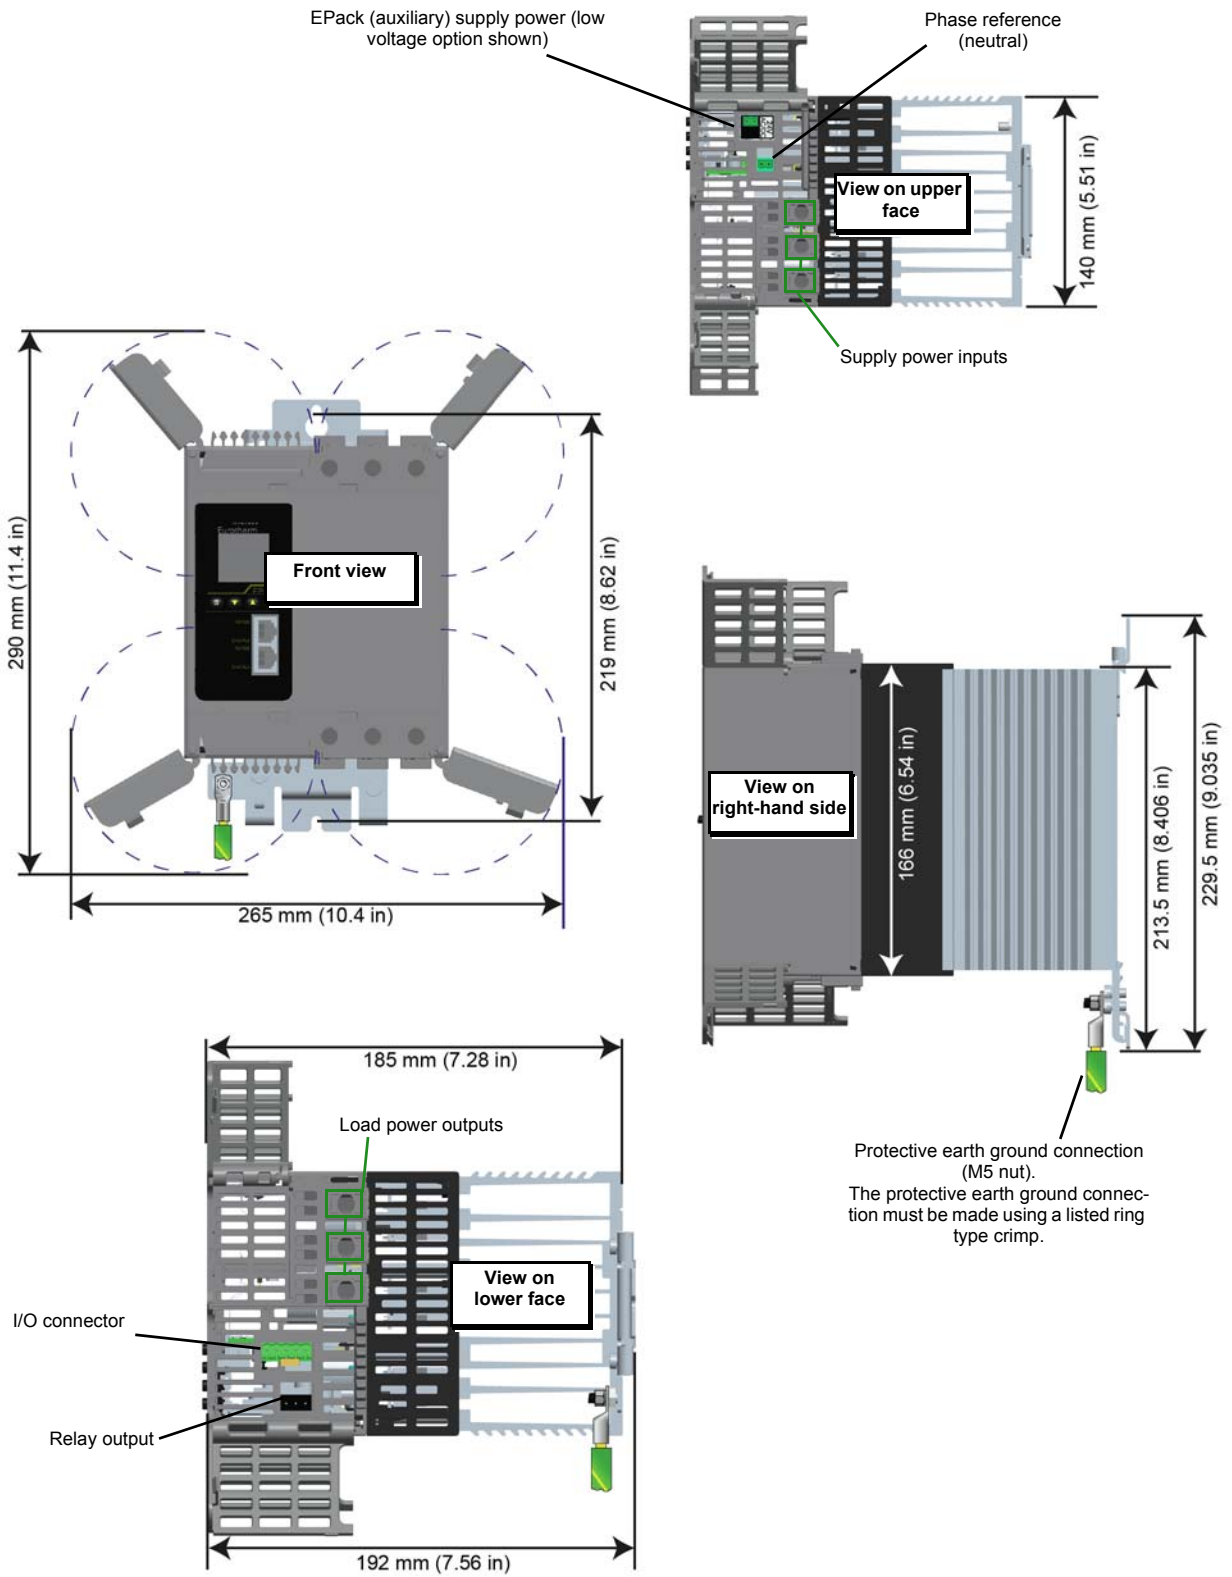 EPack (auxiliary) supply power (low
voltage option shown)
Phase reference
(neutral)
View on upper
face
140 mm (5.51 in)
Supply power inputs
290 mm (11.4 in)
Front view
219 mm (8.62 in)
265 mm (10.4 in)
View on
right-hand side
166 mm (6.54 in)
213.5 mm (8.406 in)
229.5 mm (9.035 in)
Protective earth ground connection
(M5 nut).
The protective earth ground connec-
tion must be made using a listed ring
type crimp.
185 mm (7.28 in)
Load power outputs
View on
lower face
I/O connector
Relay output
192 mm (7.56 in)